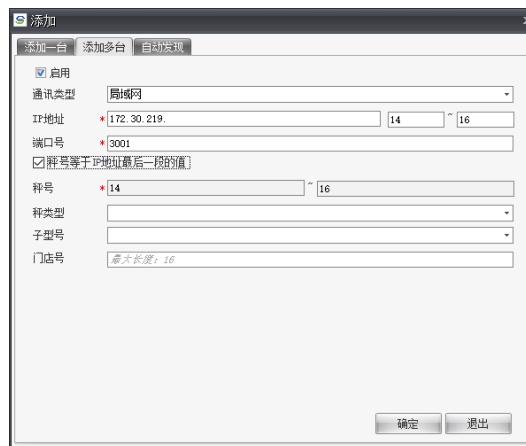 添加
添加一台 添加多台 自动发现
启用
通讯类型 局域网
IP地址 * 172.30.219. 14 ~ 16
端口号 * 3001
秤号等于IP地址最后一段的值
秤号 * 14 ~ 16
秤类型
子型号
门店号 最大长度：16
确定 退出